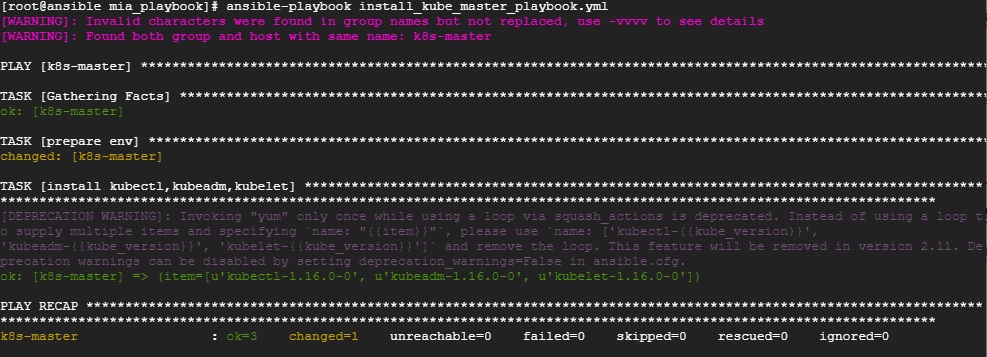 [root@ansible mia_playbook]# ansible-playbook install_kube_master_playbook.yml
[WARNING]: Invalid characters were found in group names but not replaced, use -vvvv to see details
[WARNING]: Found both group and host with same name: k8s-master
PLAY [k8s-master] *********************************************************************************************************
TASK [Gathering Facts] ****************************************************************************************************
ok: [k8s-master]
TASK [prepare env] ********************************************************************************************************
changed: [k8s-master]
TASK [install kubectl,kubeadm,kubelet] ***************************************************************************************
************************************************************************************************************************
[DEPRECATION WARNING]: Invoking "yum" only once while using a loop via squash_actions is deprecated. Instead of using a loop t
o supply multiple items and specifying `name: "{{item}}"`, please use `name: ['kubectl-{{kube_version}}',
'kubeadm-{{kube_version}}', 'kubelet-{{kube_version}}']` and remove the loop. This feature will be removed in version 2.11. De
precation warnings can be disabled by setting deprecation_warnings=False in ansible.cfg.
ok: [k8s-master] => (item=[u'kubectl-1.16.0-0', u'kubeadm-1.16.0-0', u'kubelet-1.16.0-0'])
PLAY RECAP *******************************************************************************************************************
************************************************************************************************************************
k8s-master : ok=3 changed=1 unreachable=0 failed=0 skipped=0 rescued=0 ignored=0